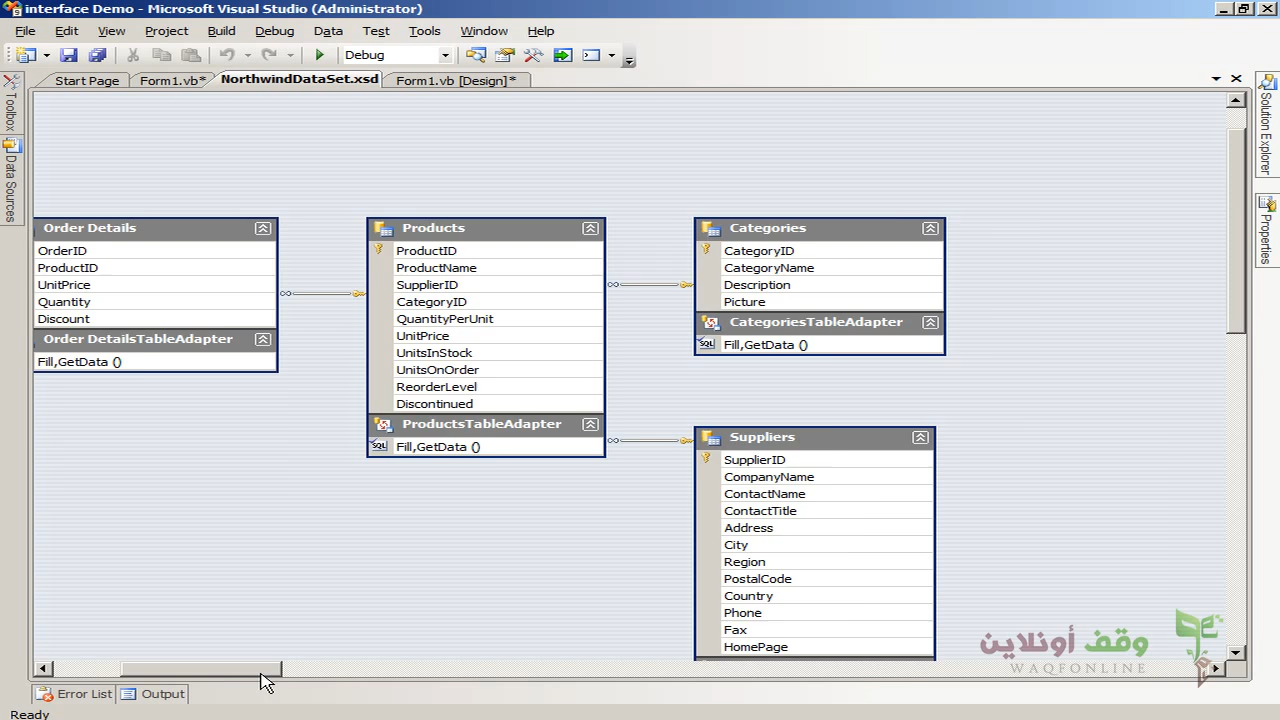 interface Demo - Microsoft Visual Studio (Administrator)
File Edit View Project Build Debug Data Test Tools Window Help
Debug
Start Page Form1.vb* NorthwindDataSet.xsd Form1.vb [Design]*
Toolbox
Data Sources
Solution Explorer
Properties
Order Details
OrderID
ProductID
UnitPrice
Quantity
Discount
Order DetailsTableAdapter
Fill,GetData ()
Products
ProductID
ProductName
SupplierID
CategoryID
QuantityPerUnit
UnitPrice
UnitsInStock
UnitsOnOrder
ReorderLevel
Discontinued
ProductsTableAdapter
SQL Fill,GetData ()
Categories
CategoryID
CategoryName
Description
Picture
CategoriesTableAdapter
SQL Fill,GetData ()
Suppliers
SupplierID
CompanyName
ContactName
ContactTitle
Address
City
Region
PostalCode
Country
Phone
Fax
HomePage
وقف أونلاين
WAQFONLINE
Error List Output
Ready